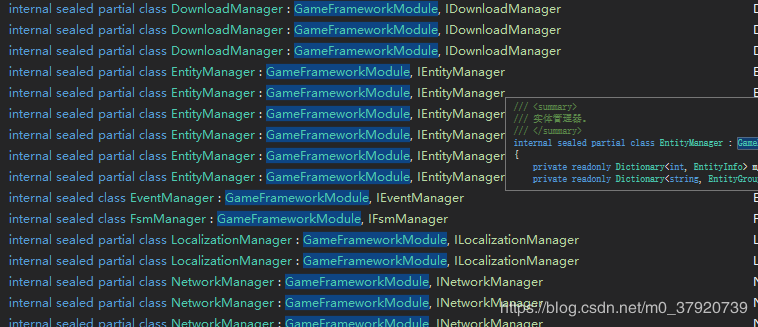 internal sealed partial class DownloadManager : GameFrameworkModule, IDownloadManager
internal sealed partial class DownloadManager : GameFrameworkModule, IDownloadManager
internal sealed partial class DownloadManager : GameFrameworkModule, IDownloadManager
internal sealed partial class EntityManager : GameFrameworkModule, IEntityManager
internal sealed partial class EntityManager : GameFrameworkModule, IEntityManager
internal sealed partial class EntityManager : GameFrameworkModule, IEntityManager
internal sealed partial class EntityManager : GameFrameworkModule, IEntityManager
internal sealed partial class EntityManager : GameFrameworkModule, IEntityManager
internal sealed partial class EntityManager : GameFrameworkModule, IEntityManager
internal sealed class EventManager : GameFrameworkModule, IEventManager
internal sealed class FsmManager : GameFrameworkModule, IFsmManager
internal sealed partial class LocalizationManager : GameFrameworkModule, ILocalizationManager
internal sealed partial class LocalizationManager : GameFrameworkModule, ILocalizationManager
internal sealed partial class NetworkManager : GameFrameworkModule, INetworkManager
internal sealed partial class NetworkManager : GameFrameworkModule, INetworkManager
internal sealed partial class NetworkManager : GameFrameworkModule, INetworkManager
/// <summary>
/// 实体管理器。
/// </summary>
internal sealed partial class EntityManager : Gam
{
private readonly Dictionary<int, EntityInfo> m
private readonly Dictionary<string, EntityGrou
https://blog.csdn.net/m0_37920739